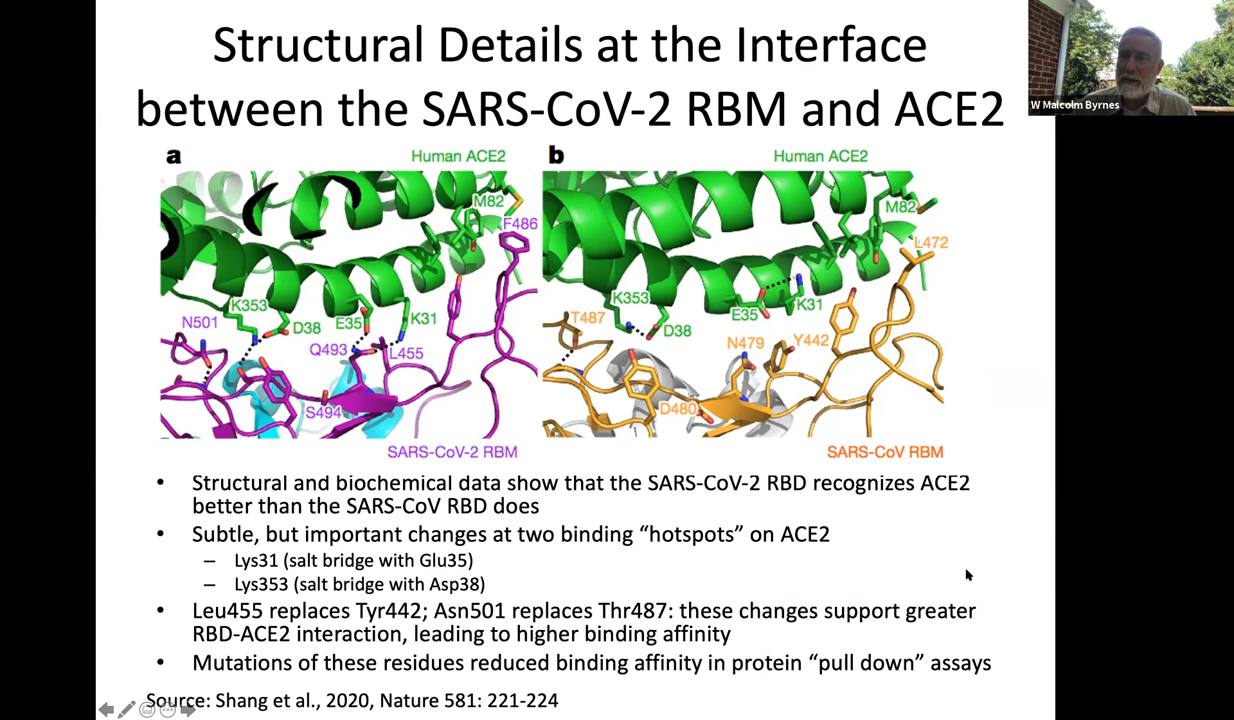 Structural Details at the Interface
between the SARS-CoV-2 RBM and ACE2
W Malcolm Byrnes
a
Human ACE2
M82
F486
K353
N501
D38
E35
K31
Q493
L455
S494
SARS-CoV-2 RBM
b
Human ACE2
M82
L472
K353
T487
D38
E35
K31
N479
Y442
D480
SARS-CoV RBM
• Structural and biochemical data show that the SARS-CoV-2 RBD recognizes ACE2
better than the SARS-CoV RBD does
• Subtle, but important changes at two binding “hotspots” on ACE2
– Lys31 (salt bridge with Glu35)
– Lys353 (salt bridge with Asp38)
• Leu455 replaces Tyr442; Asn501 replaces Thr487: these changes support greater
RBD-ACE2 interaction, leading to higher binding affinity
• Mutations of these residues reduced binding affinity in protein “pull down” assays
Source: Shang et al., 2020, Nature 581: 221-224